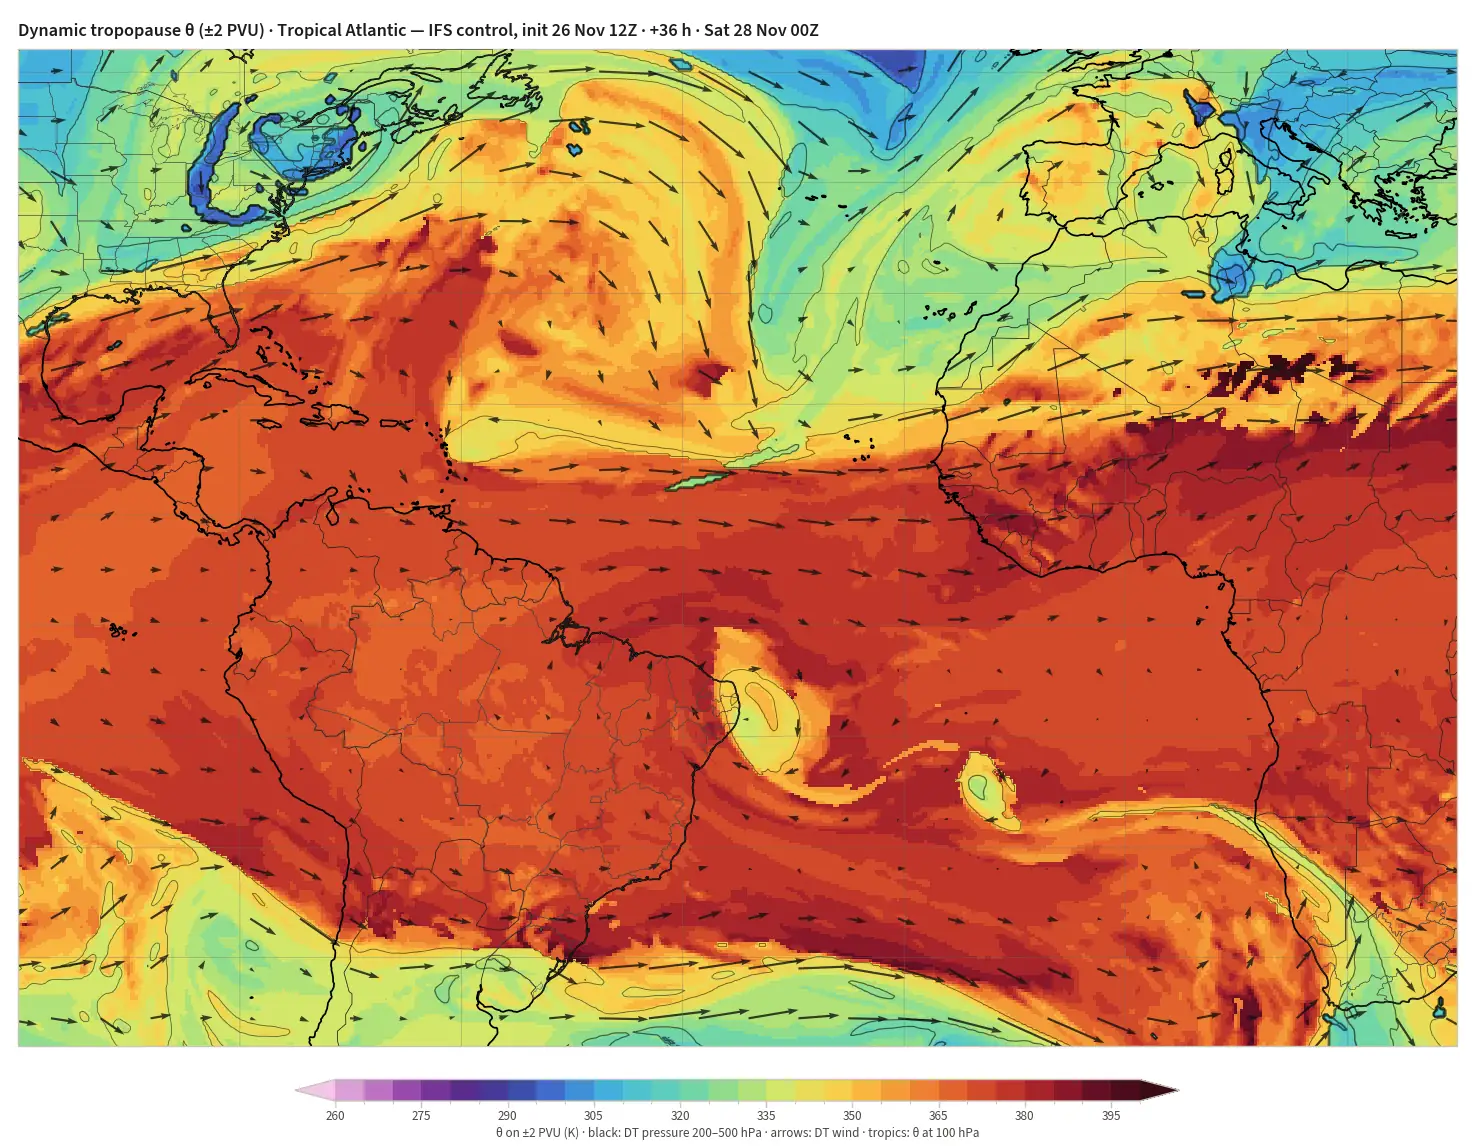 Dynamic tropopause θ (±2 PVU) · Tropical Atlantic — IFS control, init 26 Nov 12Z · +36 h · Sat 28 Nov 00Z
260 275 290 305 320 335 350 365 380 395
θ on ±2 PVU (K) · black: DT pressure 200–500 hPa · arrows: DT wind · tropics: θ at 100 hPa